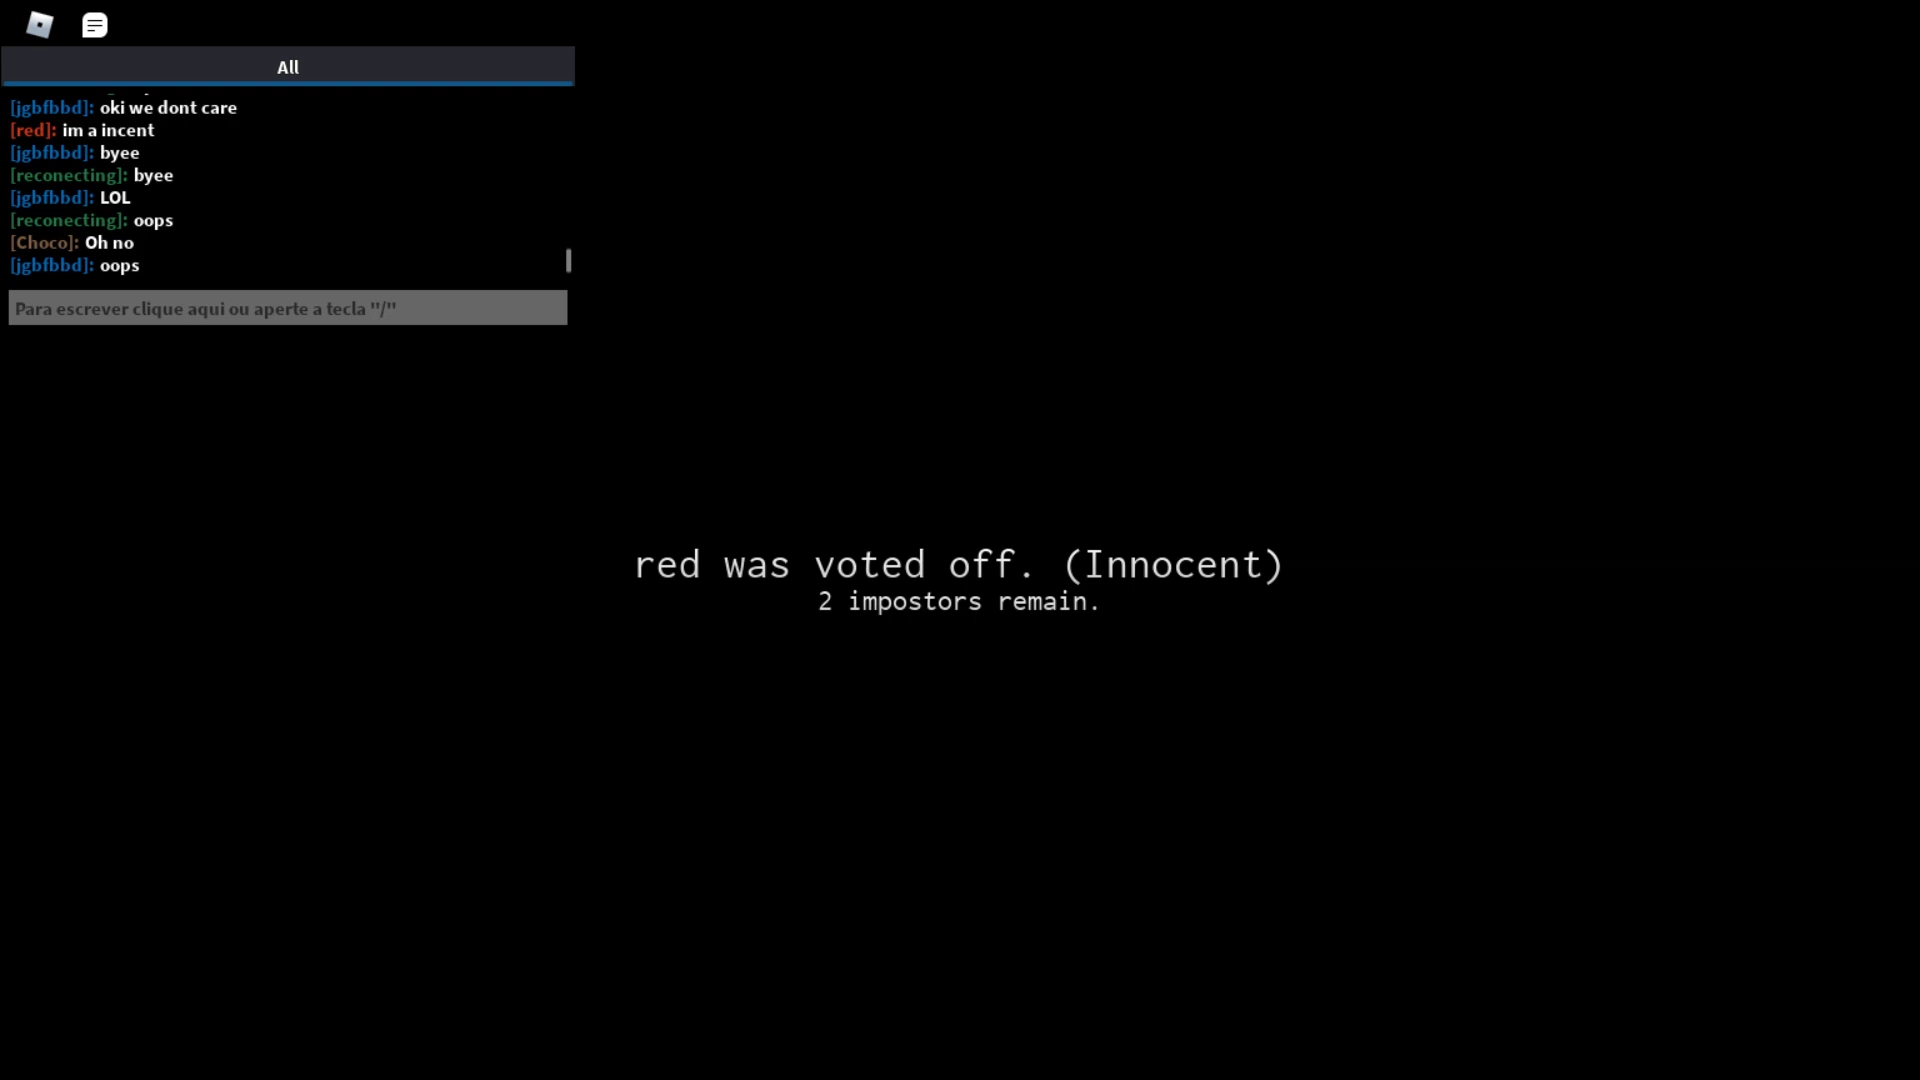 All
[jgbfbbd]: oki we dont care
[red]: im a incent
[jgbfbbd]: byee
[reconecting]: byee
[jgbfbbd]: LOL
[reconecting]: oops
[Choco]: Oh no
[jgbfbbd]: oops
Para escrever clique aqui ou aperte a tecla "/"
red was voted off. (Innocent)
2 impostors remain.